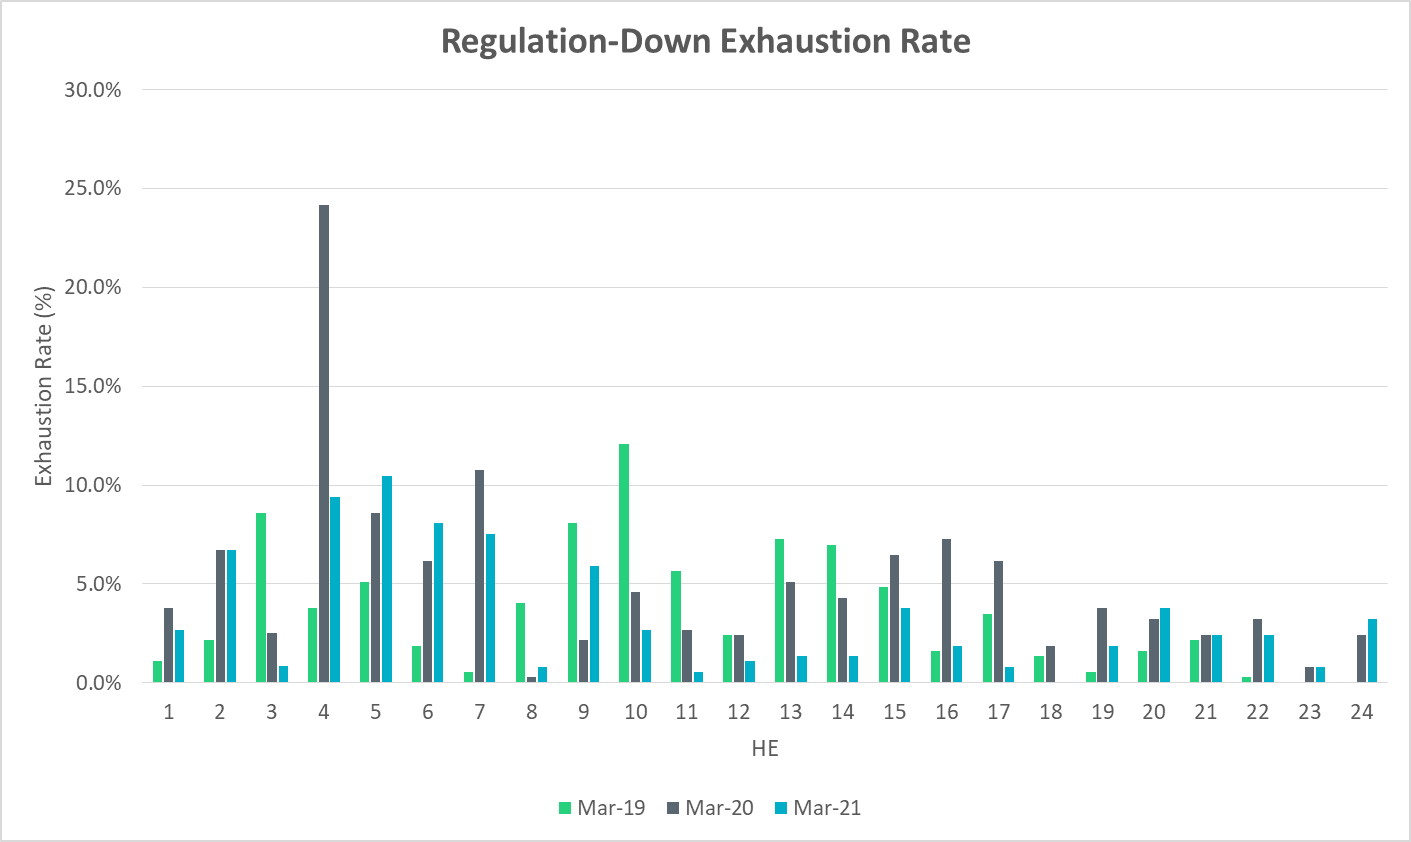 Regulation-Down Exhaustion Rate
30.0%
25.0%
20.0%
15.0%
10.0%
5.0%
0.0%
Exhaustion Rate (%)
1 2 3 4 5 6 7 8 9 10 11 12 13 14 15 16 17 18 19 20 21 22 23 24
HE
Mar-19 Mar-20 Mar-21